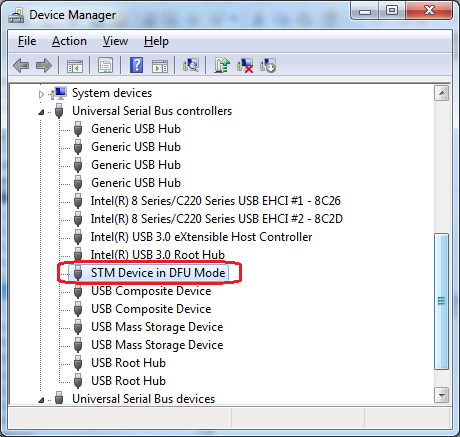 Device Manager
File Action View Help
System devices
Universal Serial Bus controllers
Generic USB Hub
Generic USB Hub
Generic USB Hub
Generic USB Hub
Intel(R) 8 Series/C220 Series USB EHCI #1 - 8C26
Intel(R) 8 Series/C220 Series USB EHCI #2 - 8C2D
Intel(R) USB 3.0 eXtensible Host Controller
Intel(R) USB 3.0 Root Hub
STM Device in DFU Mode
USB Composite Device
USB Composite Device
USB Mass Storage Device
USB Mass Storage Device
USB Root Hub
USB Root Hub
Universal Serial Bus devices